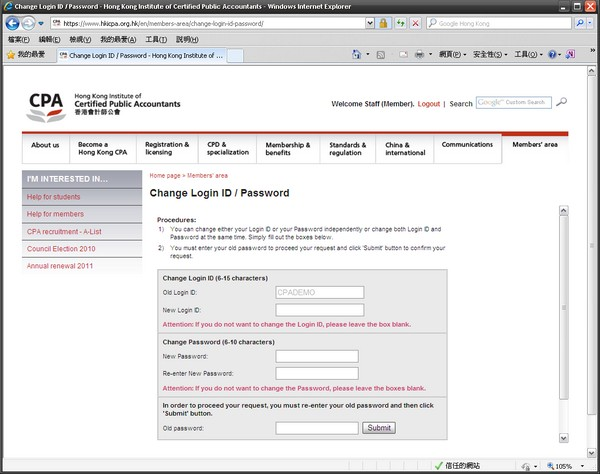 Change Login ID / Password - Hong Kong Institute of Certified Public Accountants - Windows Internet Explorer
https://www.hkicpa.org.hk/en/members-area/change-login-id-password/
Google Hong Kong
檔案(F) 編輯(E) 檢視(V) 我的最愛(A) 工具(T) 說明(H)
我的最愛 Change Login ID / Password - Hong Kong Institute of ... 網頁(P) 安全性(S) 工具(O)
CPA
Hong Kong Institute of
Certified Public Accountants
香港會計師公會
Welcome Staff (Member). Logout | Search Google™ Custom Search
About us
Become a
Hong Kong CPA
Registration &
licensing
CPD &
specialization
Membership &
benefits
Standards &
regulation
China &
international
Communications
Members' area
I'M INTERESTED IN...
Help for students
Help for members
CPA recruitment - A-List
Council Election 2010
Annual renewal 2011
Home page > Members' area
Change Login ID / Password
Procedures:
1) You can change either your Login ID or your Password independently or change both Login ID and
Password at the same time. Simply fill out the boxes below.
2) You must enter your old password to proceed your request and click 'Submit' button to confirm your
request.
Change Login ID (6-15 characters)
Old Login ID: CPADEMO
New Login ID:
Attention: If you do not want to change the Login ID, please leave the box blank.
Change Password (6-10 characters)
New Password:
Re-enter New Password:
Attention: If you do not want to change the Password, please leave the boxes blank.
In order to proceed your request, you must re-enter your old password and then click
'Submit' button.
Old password: Submit
信任的網站 105%